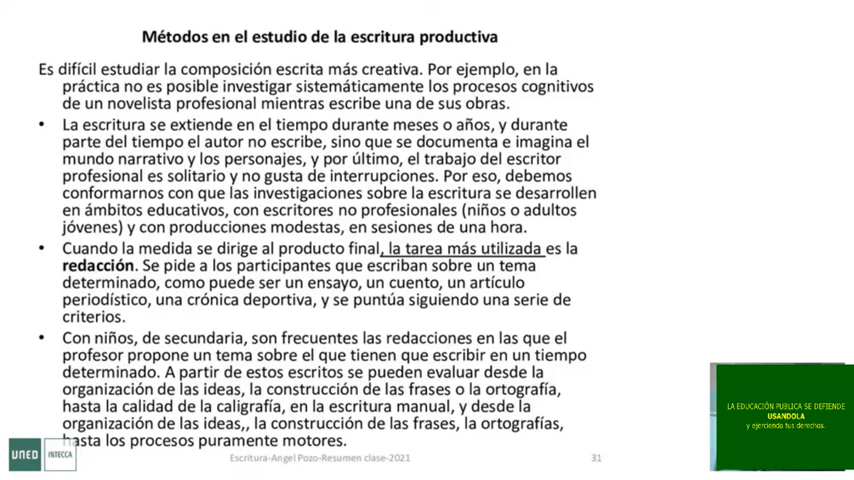 Métodos en el estudio de la escritura productiva
Es difícil estudiar la composición escrita más creativa. Por ejemplo, en la
práctica no es posible investigar sistemáticamente los procesos cognitivos
de un novelista profesional mientras escribe una de sus obras.
• La escritura se extiende en el tiempo durante meses o años, y durante
parte del tiempo el autor no escribe, sino que se documenta e imagina el
mundo narrativo y los personajes, y por último, el trabajo del escritor
profesional es solitario y no gusta de interrupciones. Por eso, debemos
conformarnos con que las investigaciones sobre la escritura se desarrollen
en ámbitos educativos, con escritores no profesionales (niños o adultos
jóvenes) y con producciones modestas, en sesiones de una hora.
• Cuando la medida se dirige al producto final, la tarea más utilizada es la
redacción. Se pide a los participantes que escriban sobre un tema
determinado, como puede ser un ensayo, un cuento, un artículo
periodístico, una crónica deportiva, y se puntúa siguiendo una serie de
criterios.
• Con niños, de secundaria, son frecuentes las redacciones en las que el
profesor propone un tema sobre el que tienen que escribir en un tiempo
determinado. A partir de estos escritos se pueden evaluar desde la
organización de las ideas, la construcción de las frases o la ortografía,
hasta la calidad de la caligrafía, en la escritura manual, y desde la
organización de las ideas,, la construcción de las frases, la ortografías,
hasta los procesos puramente motores.
LA EDUCACIÓN PUBLICA SE DEFIENDE
USANDOLA
y ejerciendo tus derechos.
UNED INTECCA
Escritura-Angel Pozo-Resumen clase-2021
31